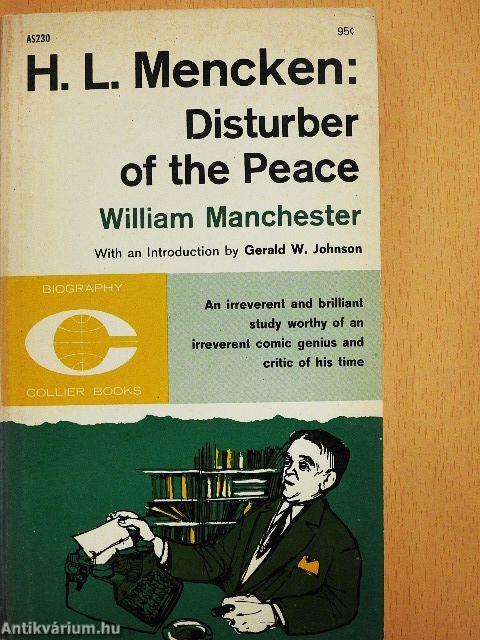 AS230
95¢
H. L. Mencken:
Disturber
of the Peace
William Manchester
With an Introduction by Gerald W. Johnson
BIOGRAPHY
COLLIER BOOKS
An irreverent and brilliant
study worthy of an
irreverent comic genius and
critic of his time
Antikvárium.hu